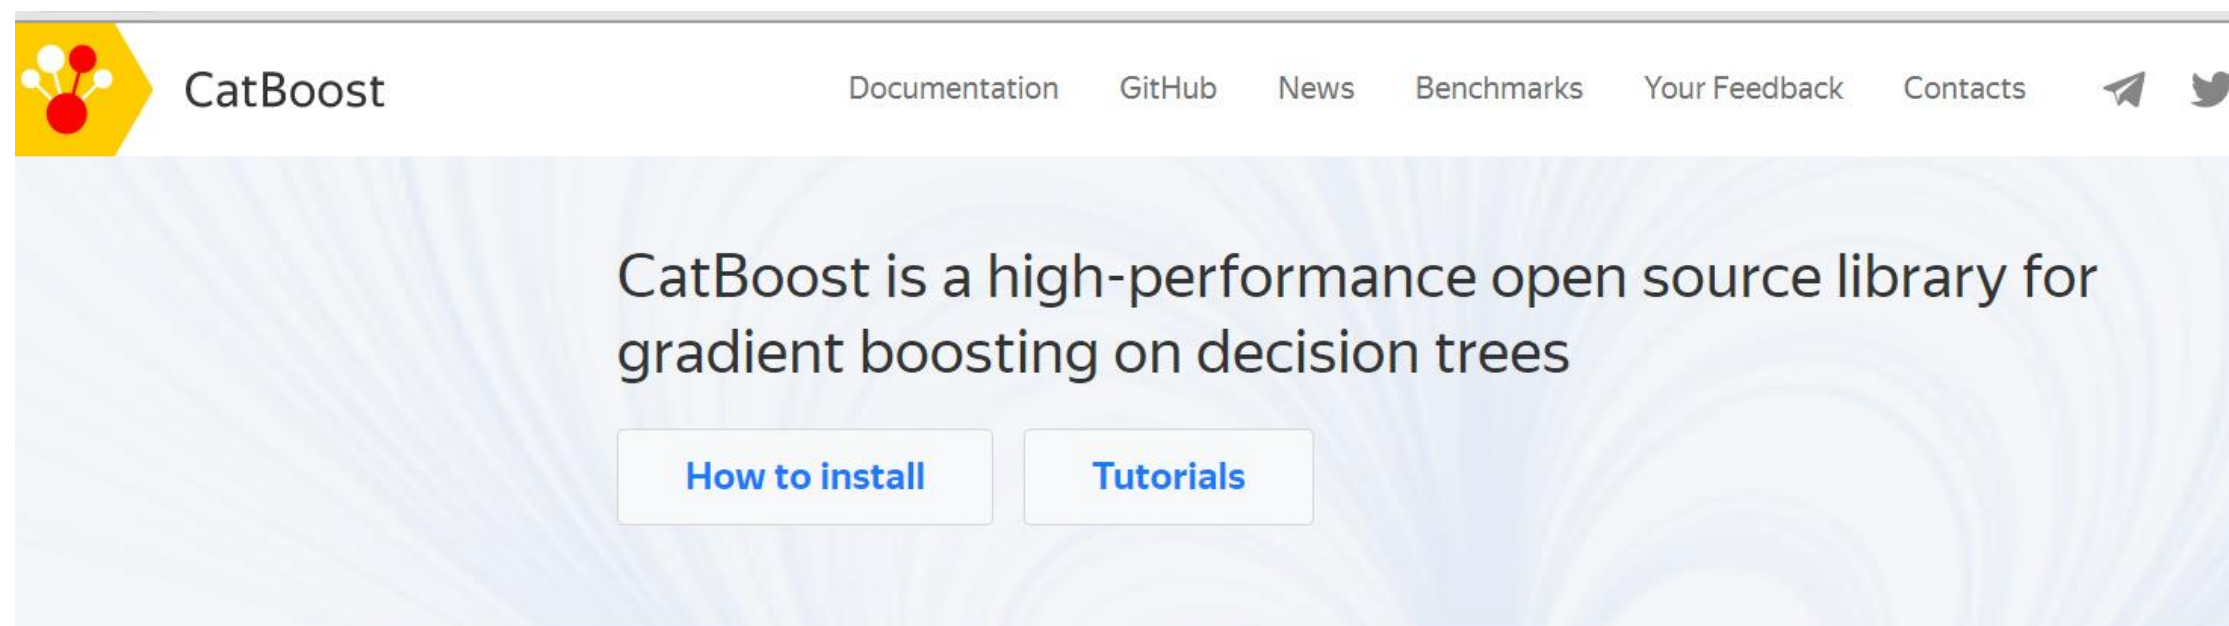 CatBoost
Documentation GitHub News Benchmarks Your Feedback Contacts
CatBoost is a high-performance open source library for
gradient boosting on decision trees
How to install Tutorials